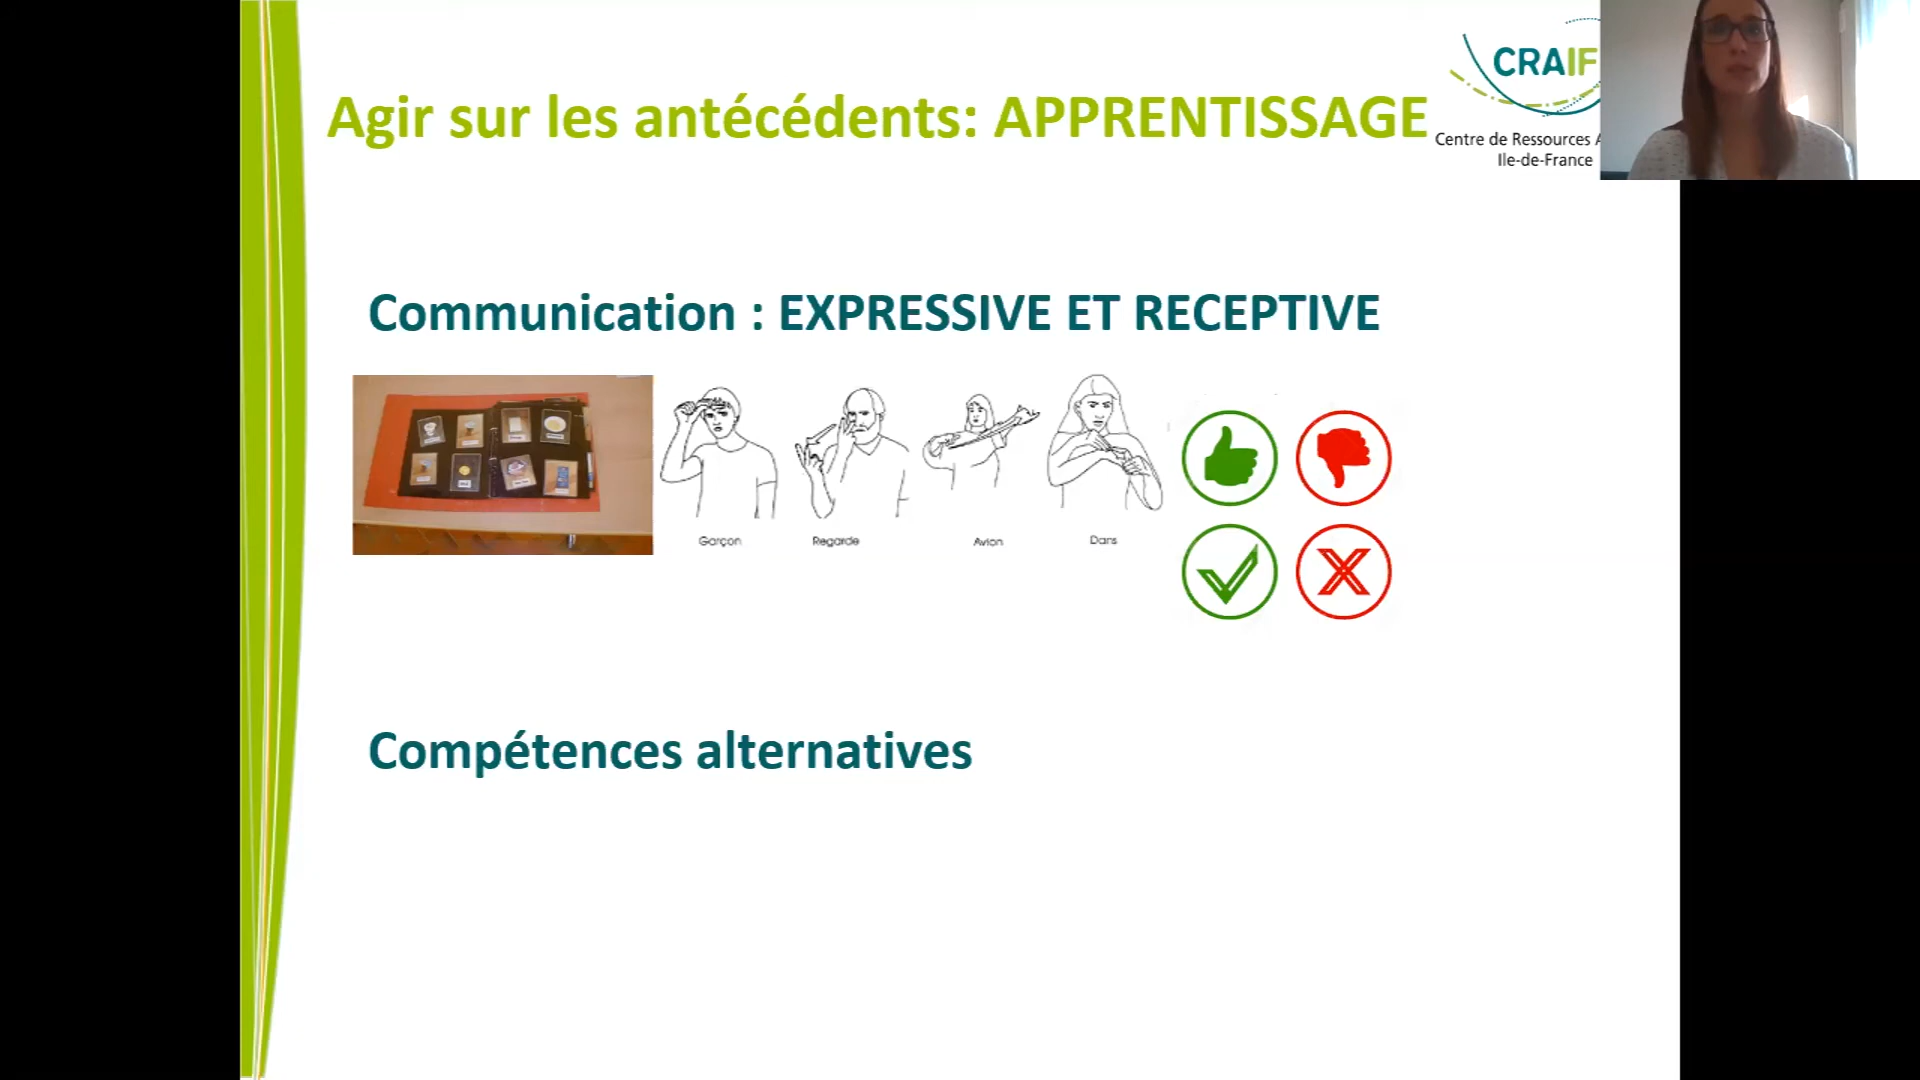 Agir sur les antécédents: APPRENTISSAGE
CRAIF
Centre de Ressources
Ile-de-France
Communication : EXPRESSIVE ET RECEPTIVE
Garçon
Regarde
Avion
Dans
Compétences alternatives